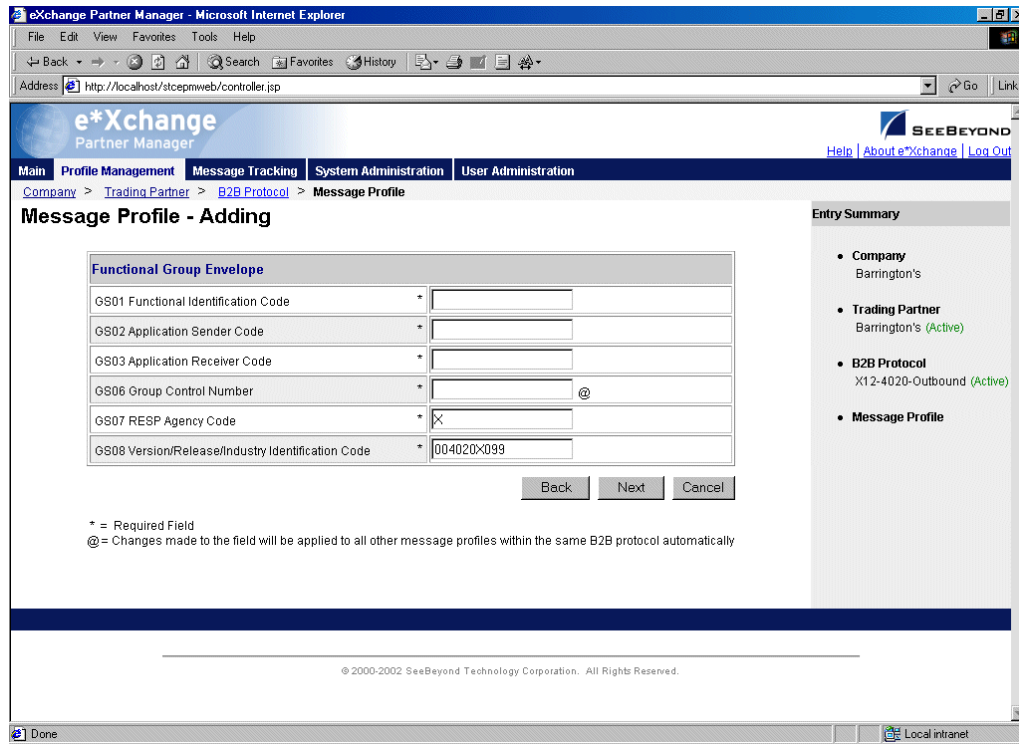 eXchange Partner Manager - Microsoft Internet Explorer
File Edit View Favorites Tools Help
Back Search Favorites History
Address http://localhost/stcepmweb/controller.jsp Go Link
e*Xchange
Partner Manager
SEEBEYOND
Help | About e*Xchange | Log Out
Main Profile Management Message Tracking System Administration User Administration
Company > Trading Partner > B2B Protocol > Message Profile
Message Profile - Adding
Functional Group Envelope
GS01 Functional Identification Code *
GS02 Application Sender Code *
GS03 Application Receiver Code *
GS06 Group Control Number * @
GS07 RESP Agency Code * X
GS08 Version/Release/Industry Identification Code * 004020X099
Back Next Cancel
* = Required Field
@ = Changes made to the field will be applied to all other message profiles within the same B2B protocol automatically
Entry Summary
• Company
Barrington's
• Trading Partner
Barrington's (Active)
• B2B Protocol
X12-4020-Outbound (Active)
• Message Profile
© 2000-2002 SeeBeyond Technology Corporation. All Rights Reserved.
Done Local intranet